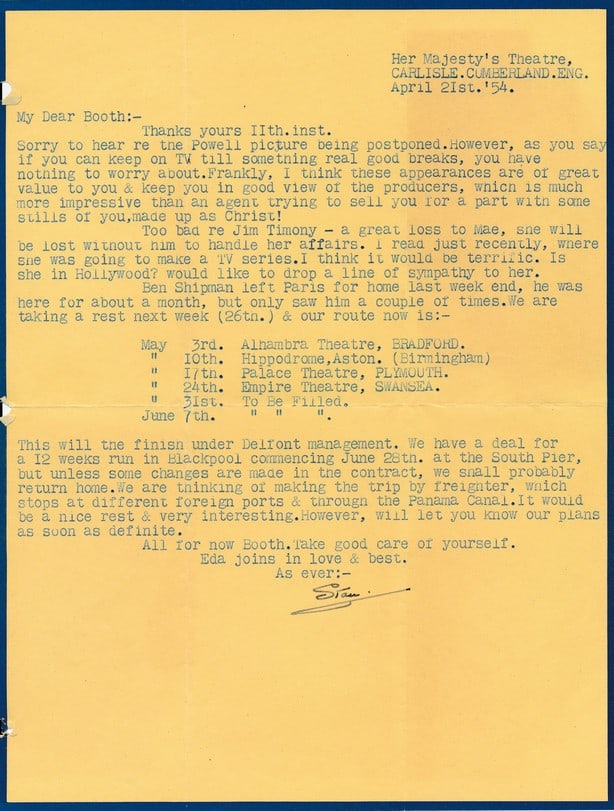 Her Majesty's Theatre,
CARLISLE.CUMBERLAND.ENG.
April 2Ist.'54.
My Dear Booth:-
Thanks yours IIth.inst.
Sorry to hear re the Powell picture being postponed.However, as you say
if you can keep on TV till something real good breaks, you have
nothing to worry about.Frankly, I think these appearances are of great
value to you & keep you in good view of the producers, which is much
more impressive than an agent trying to sell you for a part with some
stills of you,made up as Christ!
Too bad re Jim Timony - a great loss to Mae, she will
be lost without him to handle her affairs. I read just recently, where
she was going to make a TV series.I think it would be terrific. Is
she in Hollywood? would like to drop a line of sympathy to her.
Ben Shipman left Paris for home last week end, he was
here for about a month, but only saw him a couple of times.We are
taking a rest next week (26th.) & our route now is:-
May 3rd. Alhambra Theatre, BRADFORD.
" I0th. Hippodrome,Aston. (Birmingham)
" I7th. Palace Theatre, PLYMOUTH.
" 24th. Empire Theatre, SWANSEA.
" 3Ist. To Be Filled.
June 7th. " " ".
This will the finish under Delfont management. We have a deal for
a I2 weeks run in Blackpool commencing June 28th. at the South Pier,
but unless some changes are made in the contract, we shall probably
return home.We are thinking of making the trip by freighter, which
stops at different foreign ports & through the Panama Canal.It would
be a nice rest & very interesting.However, will let you know our plans
as soon as definite.
All for now Booth.Take good care of yourself.
Eda joins in love & best.
As ever:-
Stan.